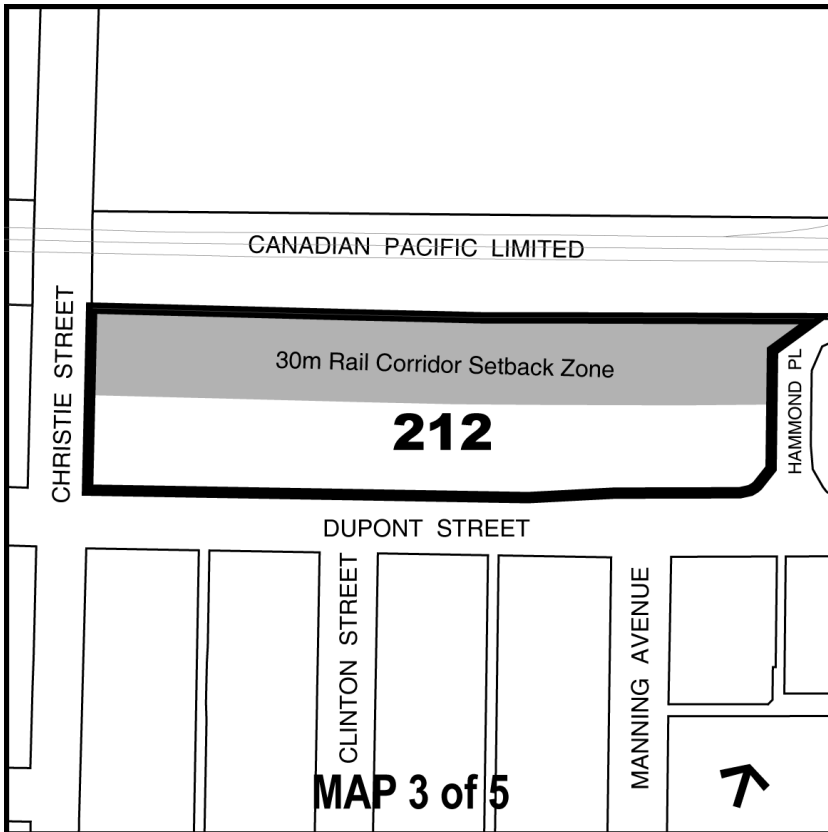 CANADIAN PACIFIC LIMITED
CHRISTIE STREET
30m Rail Corridor Setback Zone
HAMMOND PL
212
DUPONT STREET
CLINTON STREET
MANNING AVENUE
MAP 3 of 5